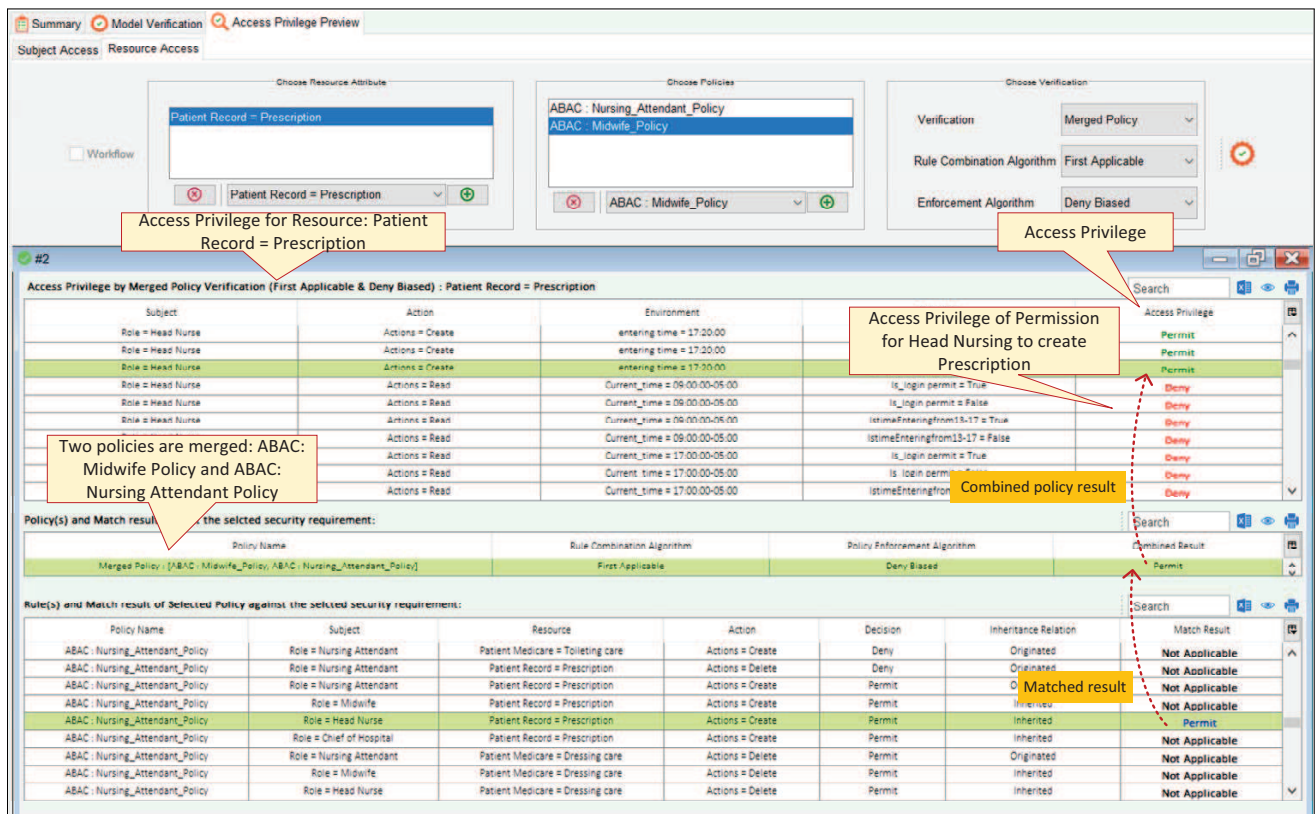 Summary Model Verification Access Privilege Preview
Subject Access Resource Access
Choose Resource Attribute
Patient Record = Prescription
Workflow
Patient Record = Prescription
Choose Policies
ABAC : Nursing_Attendant_Policy
ABAC : Midwife_Policy
ABAC : Midwife_Policy
Choose Verification
Verification Merged Policy
Rule Combination Algorithm First Applicable
Enforcement Algorithm Deny Biased
Access Privilege for Resource: Patient
Record = Prescription
Access Privilege
#2
Access Privilege by Merged Policy Verification (First Applicable & Deny Biased) : Patient Record = Prescription Search
Subject Action Environment Access Privilege
Role = Head Nurse Actions = Create entering time = 17:20:00 Permit
Role = Head Nurse Actions = Create entering time = 17:20:00 Permit
Role = Head Nurse Actions = Create entering time = 17:20:00 Permit
Role = Head Nurse Actions = Read Current_time = 09:00:00-05:00 Is_login permit = True Deny
Role = Head Nurse Actions = Read Current_time = 09:00:00-05:00 Is_login permit = False Deny
Role = Head Nurse Actions = Read Current_time = 09:00:00-05:00 IstimeEnteringfrom13-17 = True Deny
Actions = Read Current_time = 09:00:00-05:00 IstimeEnteringfrom13-17 = False Deny
Actions = Read Current_time = 17:00:00-05:00 Is_login permit = True Deny
Actions = Read Current_time = 17:00:00-05:00 Is_login Deny
Actions = Read Current_time = 17:00:00-05:00 Deny
Access Privilege of Permission
for Head Nursing to create
Prescription
Two policies are merged: ABAC:
Midwife Policy and ABAC:
Nursing Attendant Policy
Combined policy result
Policy(s) and Match the selcted security requirement: Search
Policy Name Rule Combination Algorithm Policy Enforcement Algorithm Combined Result
Merged Policy : [ABAC : Midwife_Policy, ABAC : Nursing_Attendant_Policy] First Applicable Deny Biased Permit
Rule(s) and Match result of Selected Policy against the selcted security requirement: Search
Policy Name Subject Resource Action Decision Inheritance Relation Match Result
ABAC : Nursing_Attendant_Policy Role = Nursing Attendant Patient Medicare = Toileting care Actions = Create Deny Originated Not Applicable
ABAC : Nursing_Attendant_Policy Role = Nursing Attendant Patient Record = Prescription Actions = Delete Deny Originated Not Applicable
ABAC : Nursing_Attendant_Policy Role = Nursing Attendant Patient Record = Prescription Actions = Create Permit Not Applicable
ABAC : Nursing_Attendant_Policy Role = Midwife Patient Record = Prescription Actions = Create Permit Inherited Not Applicable
ABAC : Nursing_Attendant_Policy Role = Head Nurse Patient Record = Prescription Actions = Create Permit Inherited Permit
ABAC : Nursing_Attendant_Policy Role = Chief of Hospital Patient Record = Prescription Actions = Create Permit Inherited Not Applicable
ABAC : Nursing_Attendant_Policy Role = Nursing Attendant Patient Medicare = Dressing care Actions = Delete Permit Originated Not Applicable
ABAC : Nursing_Attendant_Policy Role = Midwife Patient Medicare = Dressing care Actions = Delete Permit Inherited Not Applicable
ABAC : Nursing_Attendant_Policy Role = Head Nurse Patient Medicare = Dressing care Actions = Delete Permit Inherited Not Applicable
Matched result